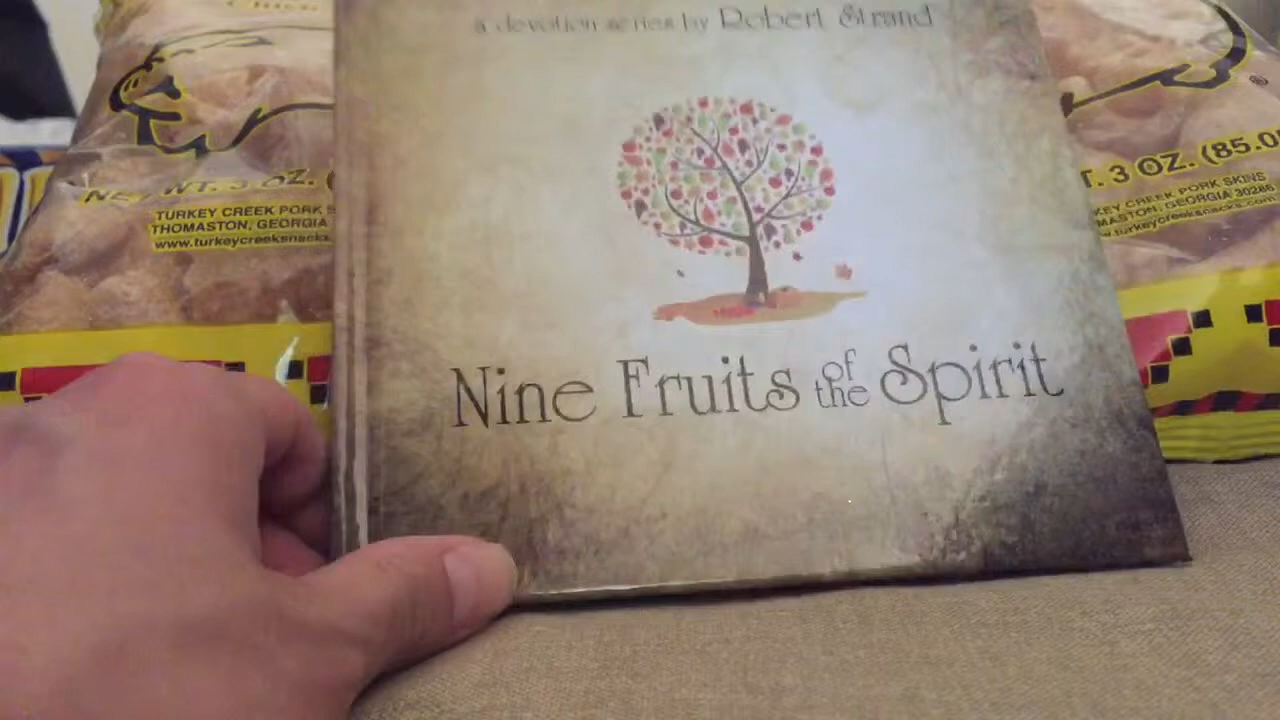 a devotion series by Robert Strand
Nine Fruits of the Spirit
NET WT. 3 OZ. (
TURKEY CREEK PORK S
THOMASTON, GEORGIA
www.turkeycreeksnacks
T. 3 OZ. (85.0
KEY CREEK PORK SKINS
MASTON, GEORGIA 30286
w.turkeycreeksnacks.com